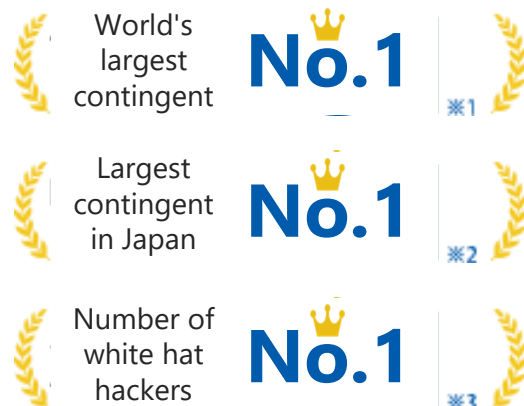 World's
largest
contingent
No.1
※1
Largest
contingent
in Japan
No.1
※2
Number of
white hat
hackers
No.1
※3